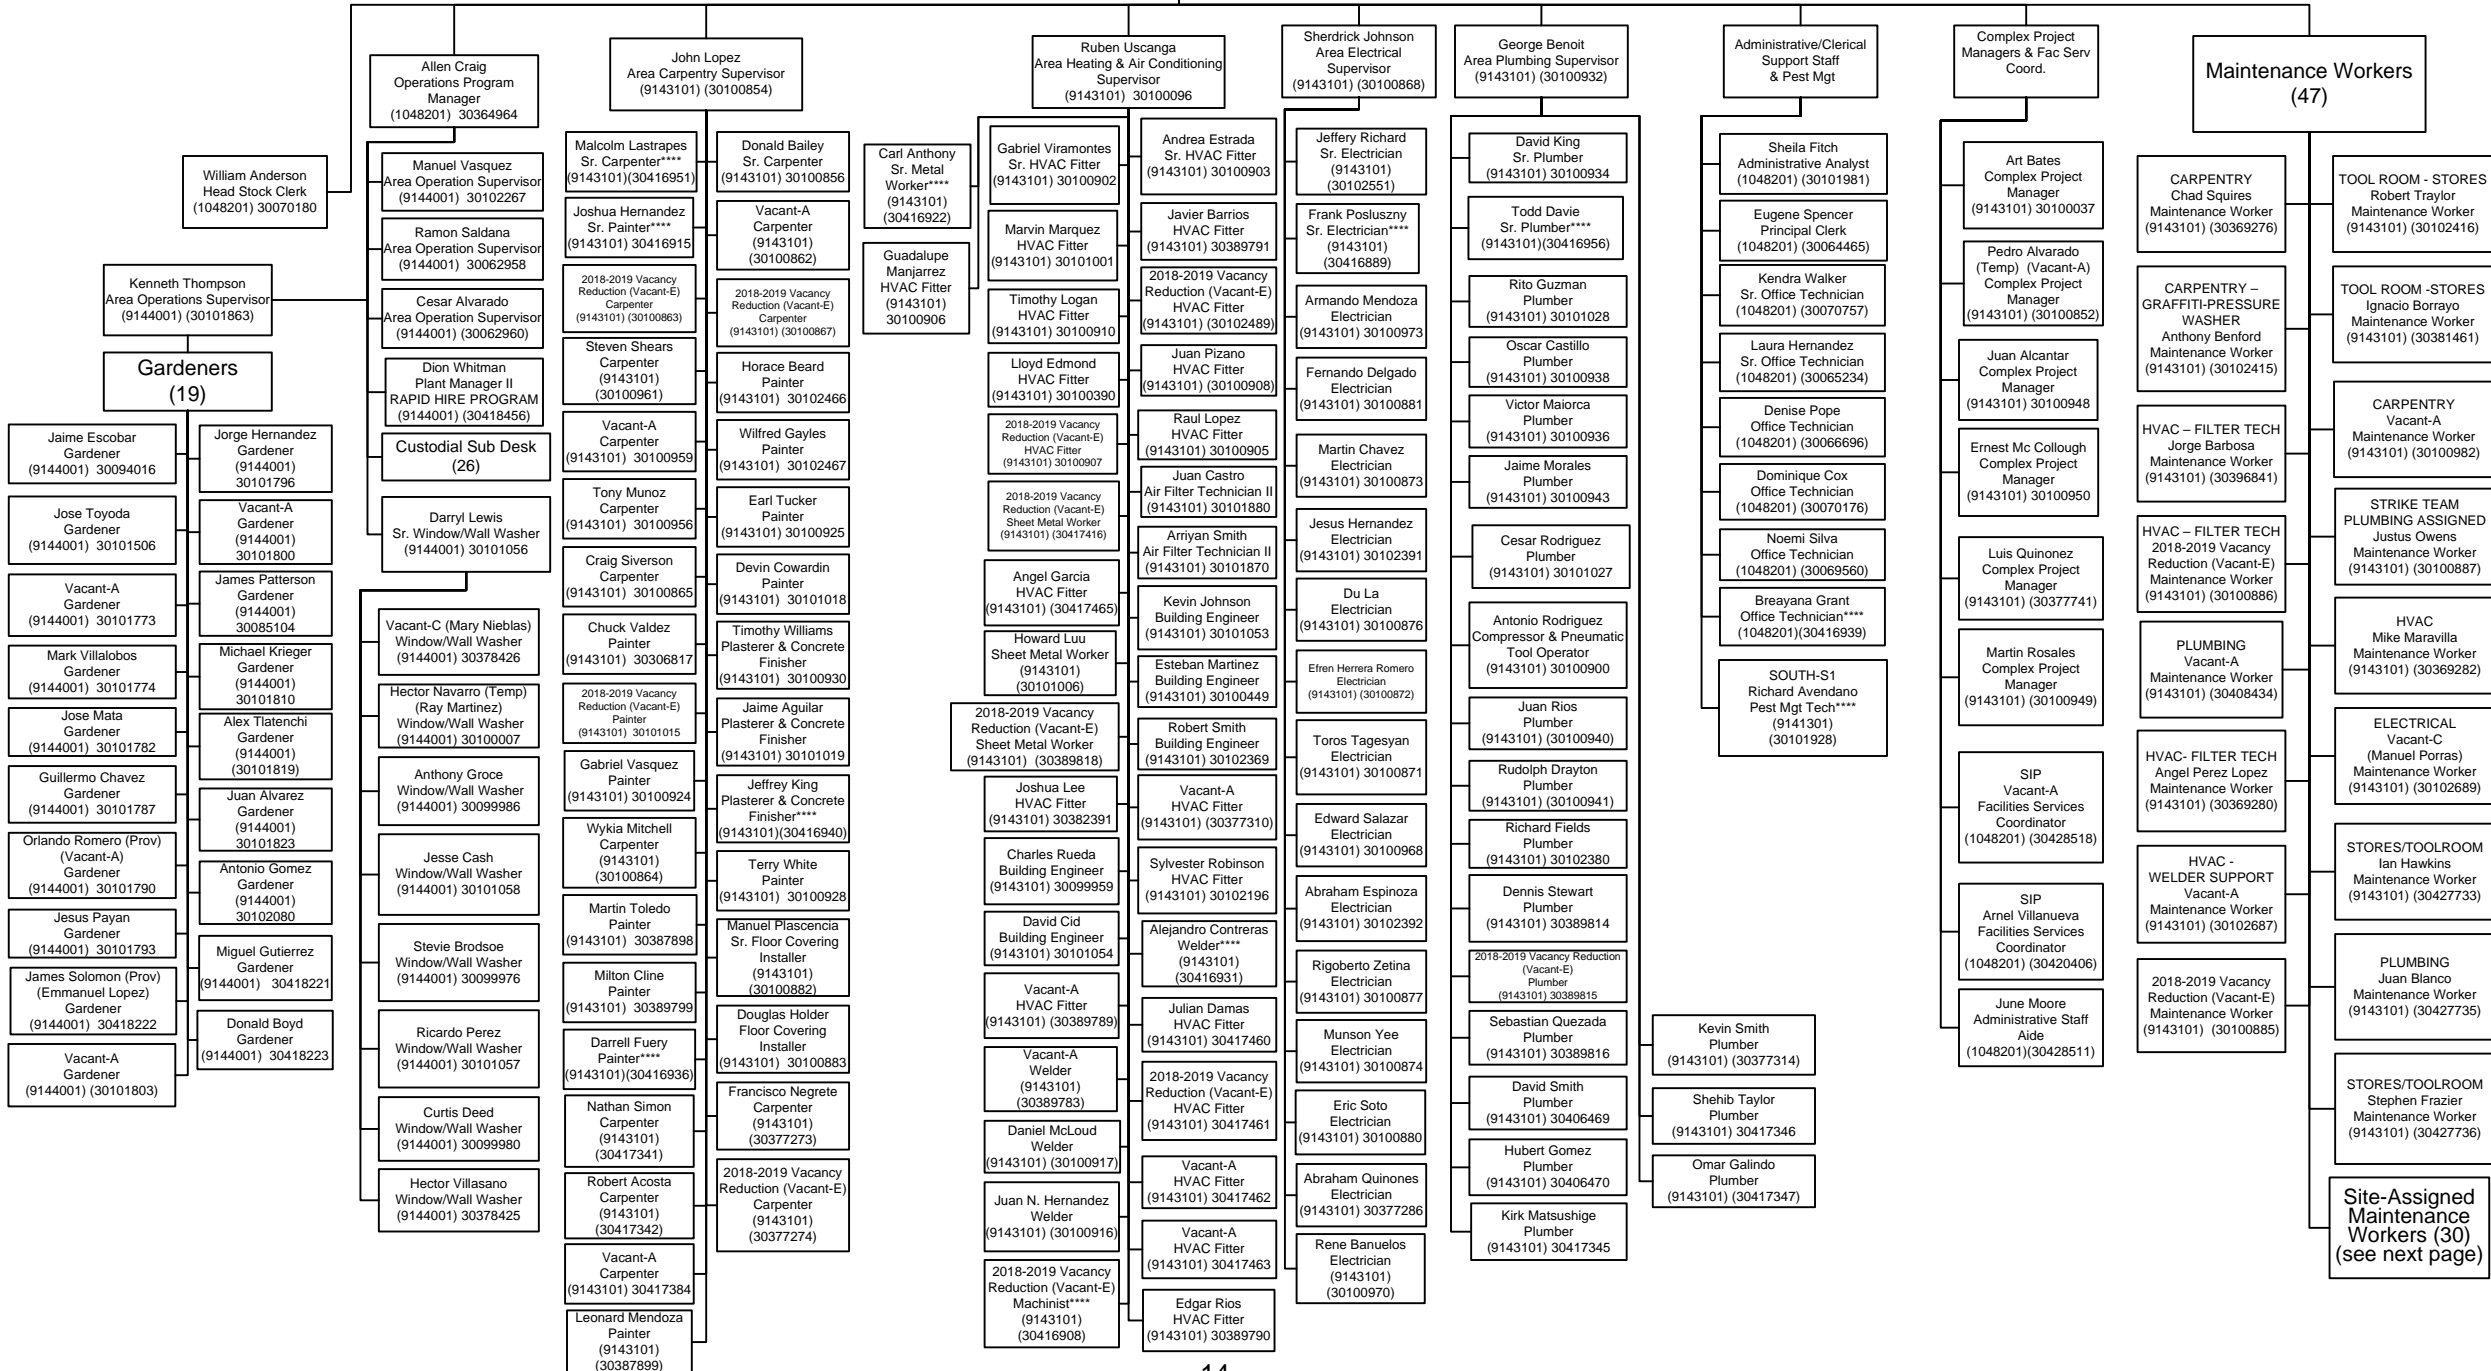 Allen Craig
Operations Program
Manager
(1048201) 30364964
William Anderson
Head Stock Clerk
(1048201) 30070180
Kenneth Thompson
Area Operations Supervisor
(9144001) (30101863)
Gardeners
(19)
Jaime Escobar
Gardener
(9144001) 30094016
Jose Toyoda
Gardener
(9144001) 30101506
Vacant-A
Gardener
(9144001) 30101773
Mark Villalobos
Gardener
(9144001) 30101774
Jose Mata
Gardener
(9144001) 30101782
Guillermo Chavez
Gardener
(9144001) 30101787
Orlando Romero (Prov)
(Vacant-A)
Gardener
(9144001) 30101790
Jesus Payan
Gardener
(9144001) 30101793
James Solomon (Prov)
(Emmanuel Lopez)
Gardener
(9144001) 30418222
Vacant-A
Gardener
(9144001) (30101803)
Jorge Hernandez
Gardener
(9144001)
30101796
Vacant-A
Gardener
(9144001)
30101800
James Patterson
Gardener
(9144001)
30085104
Michael Krieger
Gardener
(9144001)
30101810
Alex Tlatenchi
Gardener
(9144001)
(30101819)
Juan Alvarez
Gardener
(9144001)
30101823
Antonio Gomez
Gardener
(9144001)
30102080
Miguel Gutierrez
Gardener
(9144001) 30418221
Donald Boyd
Gardener
(9144001) 30418223
Manuel Vasquez
Area Operation Supervisor
(9144001) 30102267
Ramon Saldana
Area Operation Supervisor
(9144001) 30062958
Cesar Alvarado
Area Operation Supervisor
(9144001) (30062960)
Dion Whitman
Plant Manager II
RAPID HIRE PROGRAM
(9144001) (30418456)
Custodial Sub Desk
(26)
Darryl Lewis
Sr. Window/Wall Washer
(9144001) 30101056
Vacant-C (Mary Nieblas)
Window/Wall Washer
(9144001) 30378426
Hector Navarro (Temp)
(Ray Martinez)
Window/Wall Washer
(9144001) 30100007
Anthony Groce
Window/Wall Washer
(9144001) 30099986
Jesse Cash
Window/Wall Washer
(9144001) 30101058
Stevie Brodsoe
Window/Wall Washer
(9144001) 30099976
Ricardo Perez
Window/Wall Washer
(9144001) 30101057
Curtis Deed
Window/Wall Washer
(9144001) 30099980
Hector Villasano
Window/Wall Washer
(9144001) 30378425
John Lopez
Area Carpentry Supervisor
(9143101) (30100854)
Malcolm Lastrapes
Sr. Carpenter****
(9143101)(30416951)
Joshua Hernandez
Sr. Painter****
(9143101) 30416915
2018-2019 Vacancy
Reduction (Vacant-E)
Carpenter
(9143101) (30100863)
Steven Shears
Carpenter
(9143101)
(30100961)
Vacant-A
Carpenter
(9143101) 30100959
Tony Munoz
Carpenter
(9143101) 30100956
Craig Siverson
Carpenter
(9143101) 30100865
Chuck Valdez
Painter
(9143101) 30306817
2018-2019 Vacancy
Reduction (Vacant-E)
Painter
(9143101) 30101015
Gabriel Vasquez
Painter
(9143101) 30100924
Wykia Mitchell
Carpenter
(9143101)
(30100864)
Martin Toledo
Painter
(9143101) 30387898
Milton Cline
Painter
(9143101) 30389799
Darrell Fuery
Painter****
(9143101)(30416936)
Nathan Simon
Carpenter
(9143101)
(30417341)
Robert Acosta
Carpenter
(9143101)
(30417342)
Vacant-A
Carpenter
(9143101) 30417384
Leonard Mendoza
Painter
(9143101)
(30387899)
Donald Bailey
Sr. Carpenter
(9143101) 30100856
Vacant-A
Carpenter
(9143101)
(30100862)
2018-2019 Vacancy
Reduction (Vacant-E)
Carpenter
(9143101) (30100867)
Horace Beard
Painter
(9143101) 30102466
Wilfred Gayles
Painter
(9143101) 30102467
Earl Tucker
Painter
(9143101) 30100925
Devin Cowardin
Painter
(9143101) 30101018
Timothy Williams
Plasterer & Concrete
Finisher
(9143101) 30100930
Jaime Aguilar
Plasterer & Concrete
Finisher
(9143101) 30101019
Jeffrey King
Plasterer & Concrete
Finisher****
(9143101)(30416940)
Terry White
Painter
(9143101) 30100928
Manuel Plascencia
Sr. Floor Covering
Installer
(9143101)
(30100882)
Douglas Holder
Floor Covering
Installer
(9143101) 30100883
Francisco Negrete
Carpenter
(9143101)
(30377273)
2018-2019 Vacancy
Reduction (Vacant-E)
Carpenter
(9143101)
(30377274)
Ruben Uscanga
Area Heating & Air Conditioning
Supervisor
(9143101) 30100096
Carl Anthony
Sr. Metal
Worker****
(9143101)
(30416922)
Guadalupe
Manjarrez
HVAC Fitter
(9143101)
30100906
Gabriel Viramontes
Sr. HVAC Fitter
(9143101) 30100902
Marvin Marquez
HVAC Fitter
(9143101) 30101001
Timothy Logan
HVAC Fitter
(9143101) 30100910
Lloyd Edmond
HVAC Fitter
(9143101) 30100390
2018-2019 Vacancy
Reduction (Vacant-E)
HVAC Fitter
(9143101) 30100907
2018-2019 Vacancy
Reduction (Vacant-E)
Sheet Metal Worker
(9143101) (30417416)
Angel Garcia
HVAC Fitter
(9143101) (30417465)
Howard Luu
Sheet Metal Worker
(9143101)
(30101006)
2018-2019 Vacancy
Reduction (Vacant-E)
Sheet Metal Worker
(9143101) (30389818)
Joshua Lee
HVAC Fitter
(9143101) 30382391
Charles Rueda
Building Engineer
(9143101) 30099959
David Cid
Building Engineer
(9143101) 30101054
Vacant-A
HVAC Fitter
(9143101) (30389789)
Vacant-A
Welder
(9143101)
(30389783)
Daniel McLoud
Welder
(9143101) (30100917)
Juan N. Hernandez
Welder
(9143101) (30100916)
2018-2019 Vacancy
Reduction (Vacant-E)
Machinist****
(9143101)
(30416908)
Andrea Estrada
Sr. HVAC Fitter
(9143101) 30100903
Javier Barrios
HVAC Fitter
(9143101) 30389791
2018-2019 Vacancy
Reduction (Vacant-E)
HVAC Fitter
(9143101) (30102489)
Juan Pizano
HVAC Fitter
(9143101) (30100908)
Raul Lopez
HVAC Fitter
(9143101) 30100905
Juan Castro
Air Filter Technician II
(9143101) 30101880
Arriyan Smith
Air Filter Technician II
(9143101) 30101870
Kevin Johnson
Building Engineer
(9143101) 30101053
Esteban Martinez
Building Engineer
(9143101) 30100449
Robert Smith
Building Engineer
(9143101) 30102369
Vacant-A
HVAC Fitter
(9143101) (30377310)
Sylvester Robinson
HVAC Fitter
(9143101) 30102196
Alejandro Contreras
Welder****
(9143101)
(30416931)
Julian Damas
HVAC Fitter
(9143101) 30417460
2018-2019 Vacancy
Reduction (Vacant-E)
HVAC Fitter
(9143101) 30417461
Vacant-A
HVAC Fitter
(9143101) 30417462
Vacant-A
HVAC Fitter
(9143101) 30417463
Edgar Rios
HVAC Fitter
(9143101) 30389790
Sherdrick Johnson
Area Electrical
Supervisor
(9143101) (30100868)
Jeffery Richard
Sr. Electrician
(9143101)
(30102551)
Frank Posluszny
Sr. Electrician****
(9143101)
(30416889)
Armando Mendoza
Electrician
(9143101) 30100973
Fernando Delgado
Electrician
(9143101) 30100881
Martin Chavez
Electrician
(9143101) 30100873
Jesus Hernandez
Electrician
(9143101) 30102391
Du La
Electrician
(9143101) 30100876
Efren Herrera Romero
Electrician
(9143101) (30100872)
Toros Tagesyan
Electrician
(9143101) 30100871
Edward Salazar
Electrician
(9143101) 30100968
Abraham Espinoza
Electrician
(9143101) 30102392
Rigoberto Zetina
Electrician
(9143101) 30100877
Munson Yee
Electrician
(9143101) 30100874
Eric Soto
Electrician
(9143101) 30100880
Abraham Quinones
Electrician
(9143101) 30377286
Rene Banuelos
Electrician
(9143101)
(30100970)
George Benoit
Area Plumbing Supervisor
(9143101) (30100932)
David King
Sr. Plumber
(9143101) 30100934
Todd Davie
Sr. Plumber****
(9143101)(30416956)
Rito Guzman
Plumber
(9143101) 30101028
Oscar Castillo
Plumber
(9143101) 30100938
Victor Maiorca
Plumber
(9143101) 30100936
Jaime Morales
Plumber
(9143101) 30100943
Cesar Rodriguez
Plumber
(9143101) 30101027
Antonio Rodriguez
Compressor & Pneumatic
Tool Operator
(9143101) 30100900
Juan Rios
Plumber
(9143101) (30100940)
Rudolph Drayton
Plumber
(9143101) (30100941)
Richard Fields
Plumber
(9143101) 30102380
Dennis Stewart
Plumber
(9143101) 30389814
2018-2019 Vacancy Reduction
(Vacant-E)
Plumber
(9143101) 30389815
Sebastian Quezada
Plumber
(9143101) 30389816
David Smith
Plumber
(9143101) 30406469
Hubert Gomez
Plumber
(9143101) 30406470
Kirk Matsushige
Plumber
(9143101) 30417345
Kevin Smith
Plumber
(9143101) (30377314)
Shehib Taylor
Plumber
(9143101) 30417346
Omar Galindo
Plumber
(9143101) (30417347)
Administrative/Clerical
Support Staff
& Pest Mgt
Sheila Fitch
Administrative Analyst
(1048201) (30101981)
Eugene Spencer
Principal Clerk
(1048201) (30064465)
Kendra Walker
Sr. Office Technician
(1048201) (30070757)
Laura Hernandez
Sr. Office Technician
(1048201) (30065234)
Denise Pope
Office Technician
(1048201) (30066696)
Dominique Cox
Office Technician
(1048201) (30070176)
Noemi Silva
Office Technician
(1048201) (30069560)
Breayana Grant
Office Technician****
(1048201)(30416939)
SOUTH-S1
Richard Avendano
Pest Mgt Tech****
(9141301)
(30101928)
Complex Project
Managers & Fac Serv
Coord.
Art Bates
Complex Project
Manager
(9143101) 30100037
Pedro Alvarado
(Temp) (Vacant-A)
Complex Project
Manager
(9143101) (30100852)
Juan Alcantar
Complex Project
Manager
(9143101) 30100948
Ernest Mc Collough
Complex Project
Manager
(9143101) 30100950
Luis Quinonez
Complex Project
Manager
(9143101) (30377741)
Martin Rosales
Complex Project
Manager
(9143101) (30100949)
SIP
Vacant-A
Facilities Services
Coordinator
(1048201) (30428518)
SIP
Arnel Villanueva
Facilities Services
Coordinator
(1048201) (30420406)
June Moore
Administrative Staff
Aide
(1048201)(30428511)
Maintenance Workers
(47)
CARPENTRY
Chad Squires
Maintenance Worker
(9143101) (30369276)
CARPENTRY –
GRAFFITI-PRESSURE
WASHER
Anthony Benford
Maintenance Worker
(9143101) (30102415)
HVAC – FILTER TECH
Jorge Barbosa
Maintenance Worker
(9143101) (30396841)
HVAC – FILTER TECH
2018-2019 Vacancy
Reduction (Vacant-E)
Maintenance Worker
(9143101) (30100886)
PLUMBING
Vacant-A
Maintenance Worker
(9143101) (30408434)
HVAC- FILTER TECH
Angel Perez Lopez
Maintenance Worker
(9143101) (30369280)
HVAC -
WELDER SUPPORT
Vacant-A
Maintenance Worker
(9143101) (30102687)
2018-2019 Vacancy
Reduction (Vacant-E)
Maintenance Worker
(9143101) (30100885)
TOOL ROOM - STORES
Robert Traylor
Maintenance Worker
(9143101) (30102416)
TOOL ROOM -STORES
Ignacio Borrayo
Maintenance Worker
(9143101) (30381461)
CARPENTRY
Vacant-A
Maintenance Worker
(9143101) (30100982)
STRIKE TEAM
PLUMBING ASSIGNED
Justus Owens
Maintenance Worker
(9143101) (30100887)
HVAC
Mike Maravilla
Maintenance Worker
(9143101) (30369282)
ELECTRICAL
Vacant-C
(Manuel Porras)
Maintenance Worker
(9143101) (30102689)
STORES/TOOLROOM
Ian Hawkins
Maintenance Worker
(9143101) (30427733)
PLUMBING
Juan Blanco
Maintenance Worker
(9143101) (30427735)
STORES/TOOLROOM
Stephen Frazier
Maintenance Worker
(9143101) (30427736)
Site-Assigned
Maintenance
Workers (30)
(see next page)